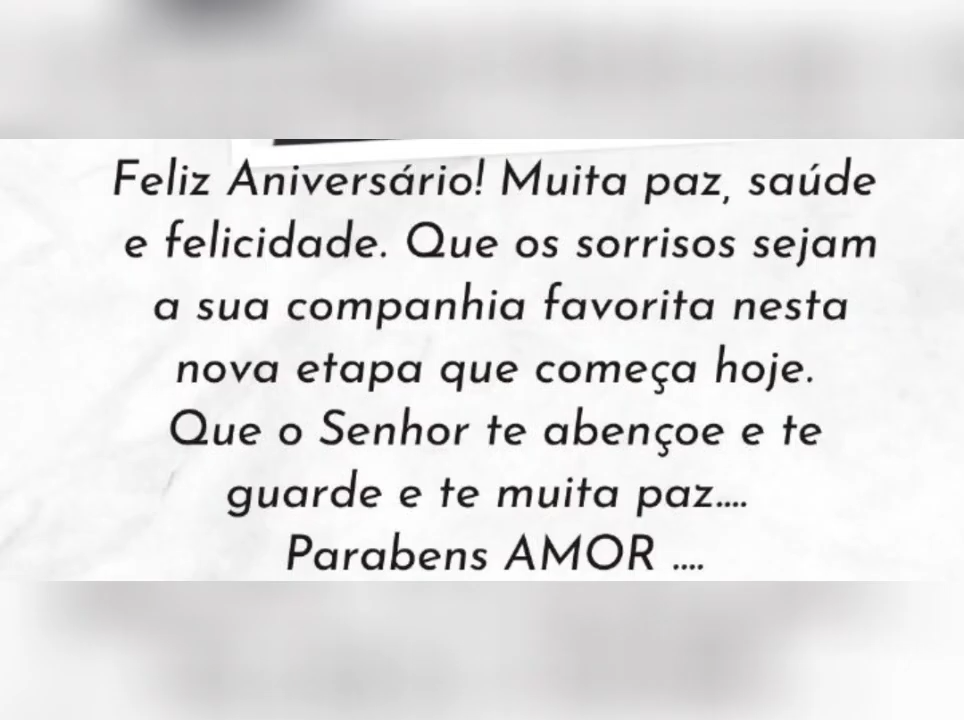 Feliz Aniversário! Muita paz, saúde
e felicidade. Que os sorrisos sejam
a sua companhia favorita nesta
nova etapa que começa hoje.
Que o Senhor te abençoe e te
guarde e te muita paz....
Parabens AMOR ....